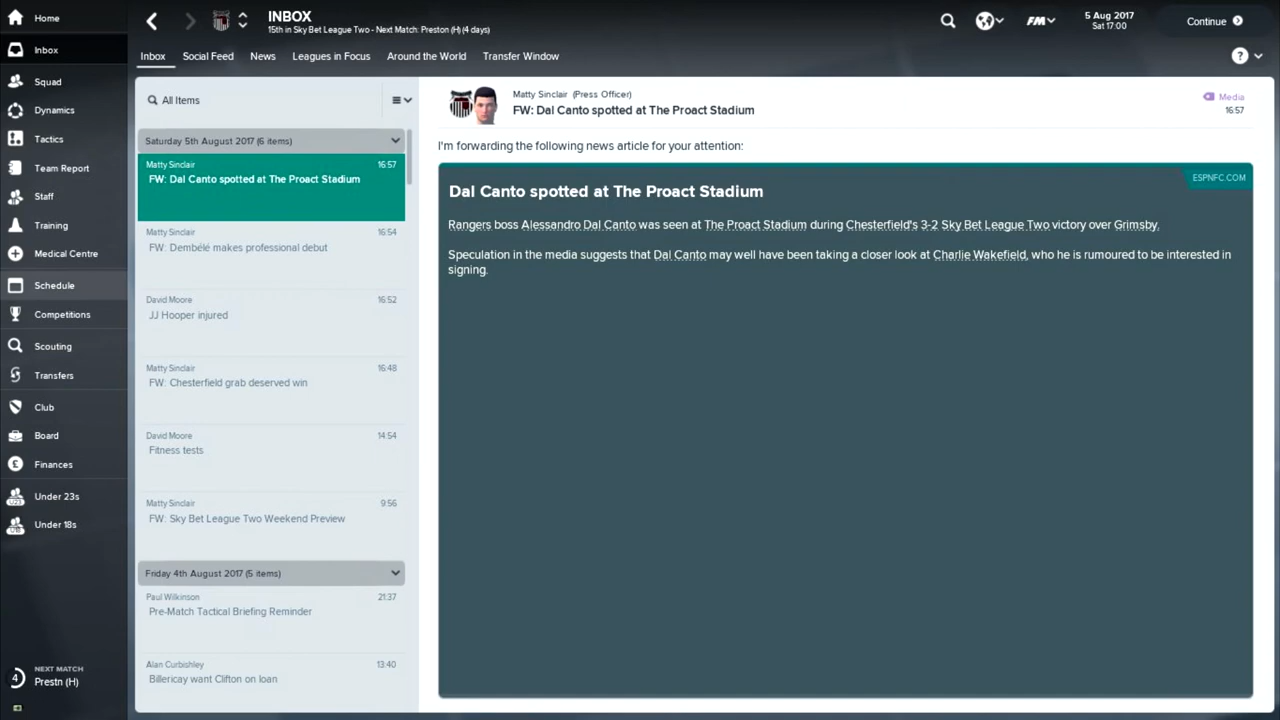 Home
Inbox
Squad
Dynamics
Tactics
Team Report
Staff
Training
Medical Centre
Schedule
Competitions
Scouting
Transfers
Club
Board
Finances
Under 23s
Under 18s
4
NEXT MATCH
Prestn (H)
INBOX
15th in Sky Bet League Two - Next Match: Preston (H) (4 days)
FM
5 Aug 2017
Sat 17:00
Continue
Inbox Social Feed News Leagues in Focus Around the World Transfer Window
?
All Items
Saturday 5th August 2017 (6 items)
Matty Sinclair 16:57
FW: Dal Canto spotted at The Proact Stadium
Matty Sinclair 16:54
FW: Dembélé makes professional debut
David Moore 16:52
JJ Hooper injured
Matty Sinclair 16:48
FW: Chesterfield grab deserved win
David Moore 14:54
Fitness tests
Matty Sinclair 9:56
FW: Sky Bet League Two Weekend Preview
Friday 4th August 2017 (5 items)
Paul Wilkinson 21:37
Pre-Match Tactical Briefing Reminder
Alan Curbishley 13:40
Billericay want Clifton on loan
Matty Sinclair (Press Officer)
FW: Dal Canto spotted at The Proact Stadium
Media
16:57
I'm forwarding the following news article for your attention:
ESPNFC.COM
Dal Canto spotted at The Proact Stadium
Rangers boss Alessandro Dal Canto was seen at The Proact Stadium during Chesterfield's 3-2 Sky Bet League Two victory over Grimsby.
Speculation in the media suggests that Dal Canto may well have been taking a closer look at Charlie Wakefield, who he is rumoured to be interested in
signing.